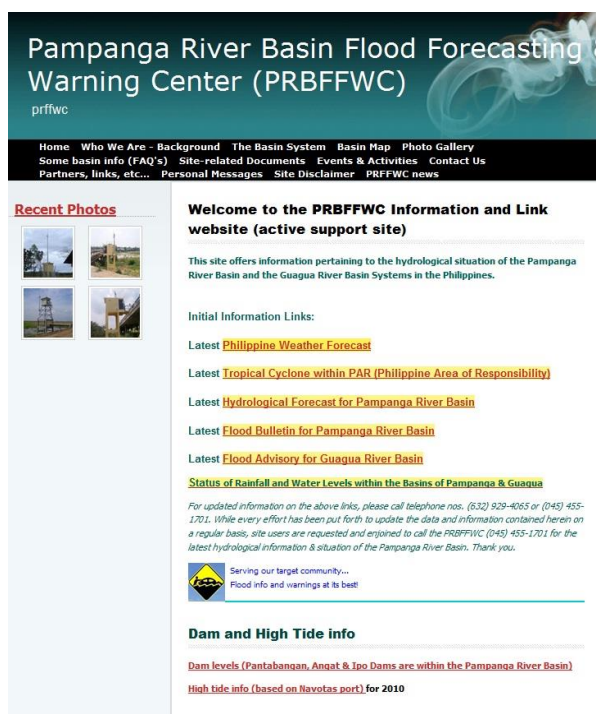 Pampanga River Basin Flood Forecasting &
Warning Center (PRBFFWC)
prffwc
Home Who We Are - Background The Basin System Basin Map Photo Gallery
Some basin info (FAQ's) Site-related Documents Events & Activities Contact Us
Partners, links, etc... Personal Messages Site Disclaimer PRFFWC news
Recent Photos
Welcome to the PRBFFWC Information and Link
website (active support site)
This site offers information pertaining to the hydrological situation of the Pampanga
River Basin and the Guagua River Basin Systems in the Philippines.
Initial Information Links:
Latest Philippine Weather Forecast
Latest Tropical Cyclone within PAR (Philippine Area of Responsibility)
Latest Hydrological Forecast for Pampanga River Basin
Latest Flood Bulletin for Pampanga River Basin
Latest Flood Advisory for Guagua River Basin
Status of Rainfall and Water Levels within the Basins of Pampanga & Guagua
For updated information on the above links, please call telephone nos. (632) 929-4065 or (045) 455-
1701. While every effort has been put forth to update the data and information contained herein on
a regular basis, site users are requested and enjoined to call the PRBFFWC (045) 455-1701 for the
latest hydrological information & situation of the Pampanga River Basin. Thank you.
Serving our target community...
Flood info and warnings at its best!
Dam and High Tide info
Dam levels (Pantabangan, Angat & Ipo Dams are within the Pampanga River Basin)
High tide info (based on Navotas port) for 2010